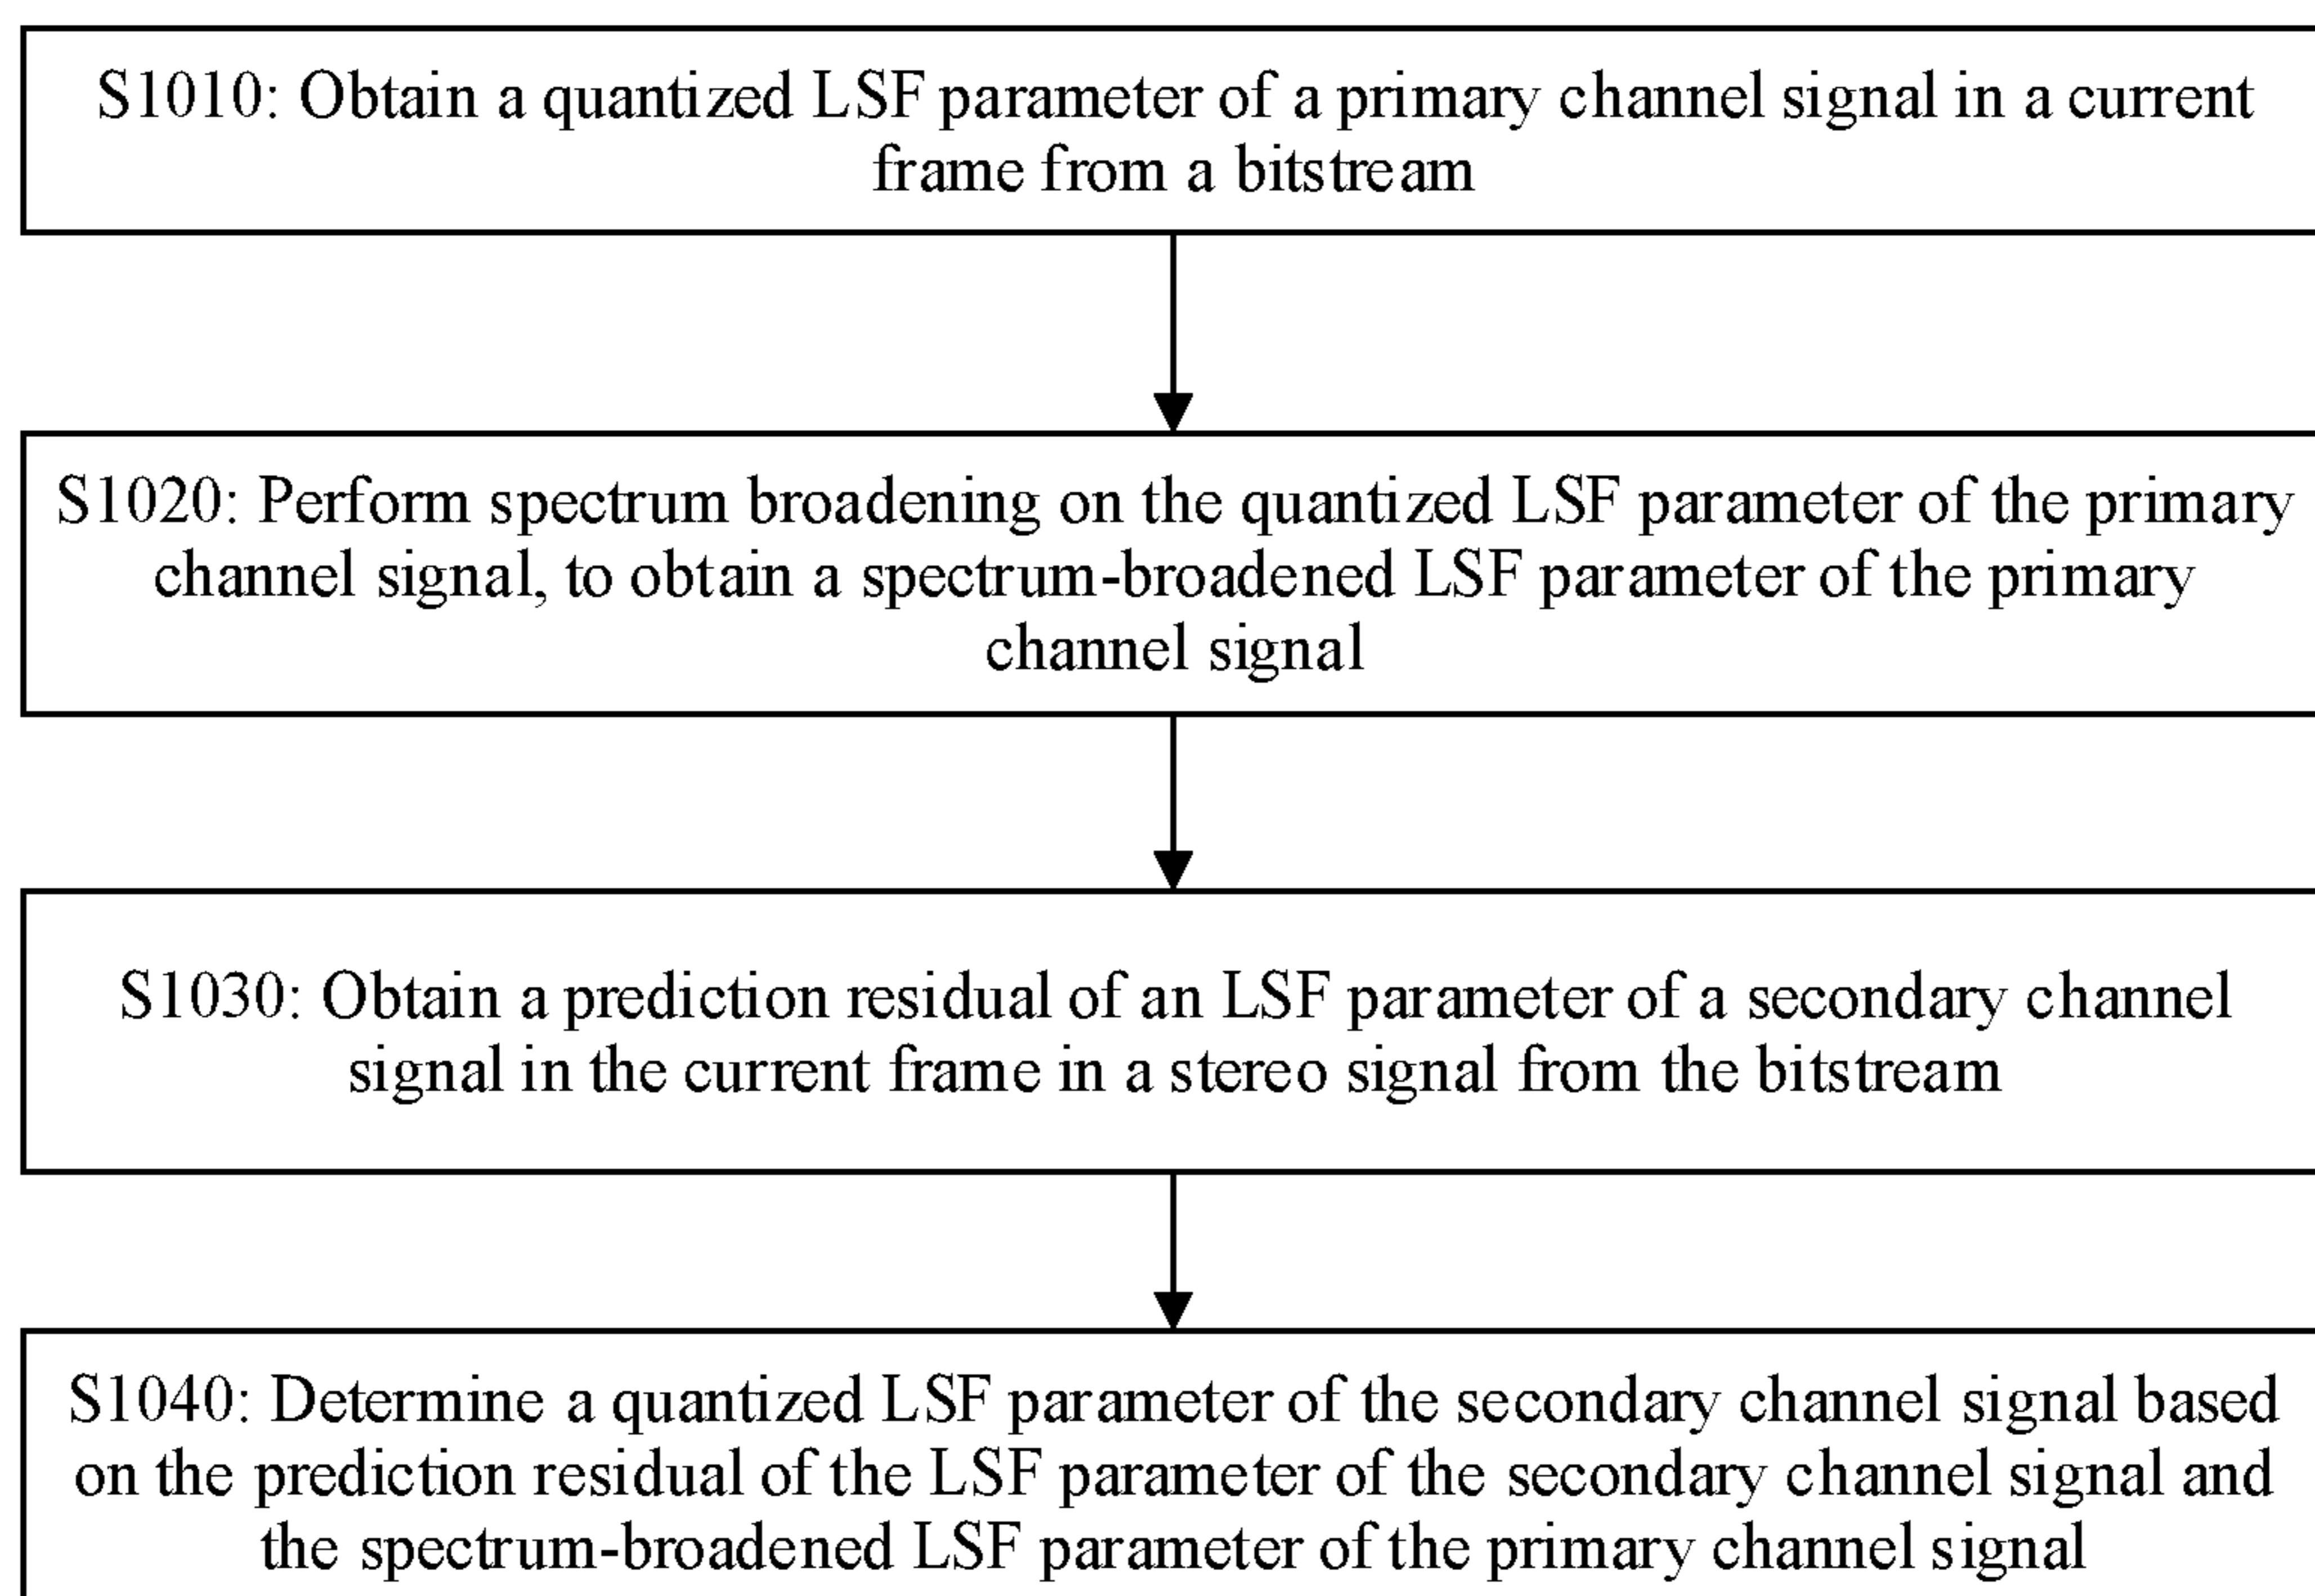 S1010: Obtain a quantized LSF parameter of a primary channel signal in a current
frame from a bitstream
S1020: Perform spectrum broadening on the quantized LSF parameter of the primary
channel signal, to obtain a spectrum-broadened LSF parameter of the primary
channel signal
S1030: Obtain a prediction residual of an LSF parameter of a secondary channel
signal in the current frame in a stereo signal from the bitstream
S1040: Determine a quantized LSF parameter of the secondary channel signal based
on the prediction residual of the LSF parameter of the secondary channel signal and
the spectrum-broadened LSF parameter of the primary channel signal